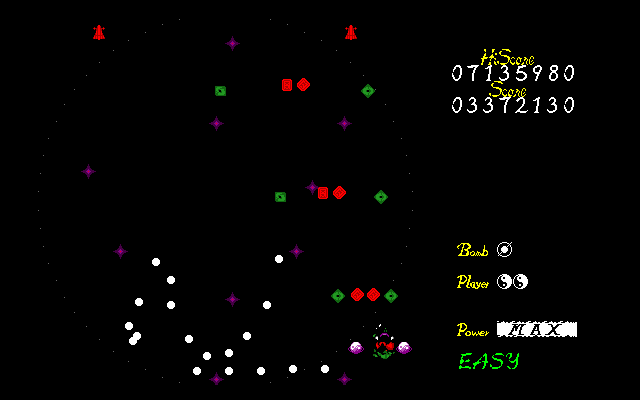 HiScore
07135980
Score
03372130
Bomb
Player
Power MAX
EASY